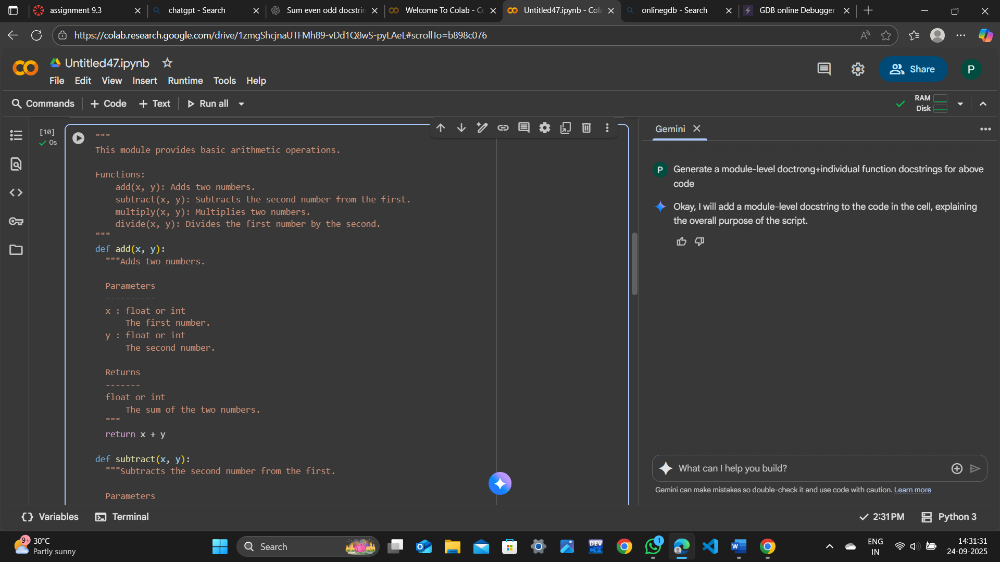 assignment 9.3
chatgpt - Search
Sum even odd docstrin
Welcome To Colab - Co
Untitled47.ipynb - Cola
onlinegdb - Search
GDB online Debugger
https://colab.research.google.com/drive/1zmgShcjnaUTFMh89-vDd1Q8wS-pyLAeL#scrollTo=b898c076
Untitled47.ipynb
Share
P
File Edit View Insert Runtime Tools Help
Commands + Code + Text Run all
RAM
Disk
[10]
0s
"""
This module provides basic arithmetic operations.
Functions:
add(x, y): Adds two numbers.
subtract(x, y): Subtracts the second number from the first.
multiply(x, y): Multiplies two numbers.
divide(x, y): Divides the first number by the second.
"""
def add(x, y):
"""Adds two numbers.
Parameters
----------
x : float or int
The first number.
y : float or int
The second number.
Returns
-------
float or int
The sum of the two numbers.
"""
return x + y
def subtract(x, y):
"""Subtracts the second number from the first.
Parameters
Gemini
P
Generate a module-level doctrong+individual function docstrings for above
code
Okay, I will add a module-level docstring to the code in the cell, explaining
the overall purpose of the script.
What can I help you build?
Gemini can make mistakes so double-check it and use code with caution. Learn more
Variables
Terminal
2:31 PM
Python 3
9+
30°C
Partly sunny
Search
DEV
C++
1
W
ENG
IN
14:31:31
24-09-2025